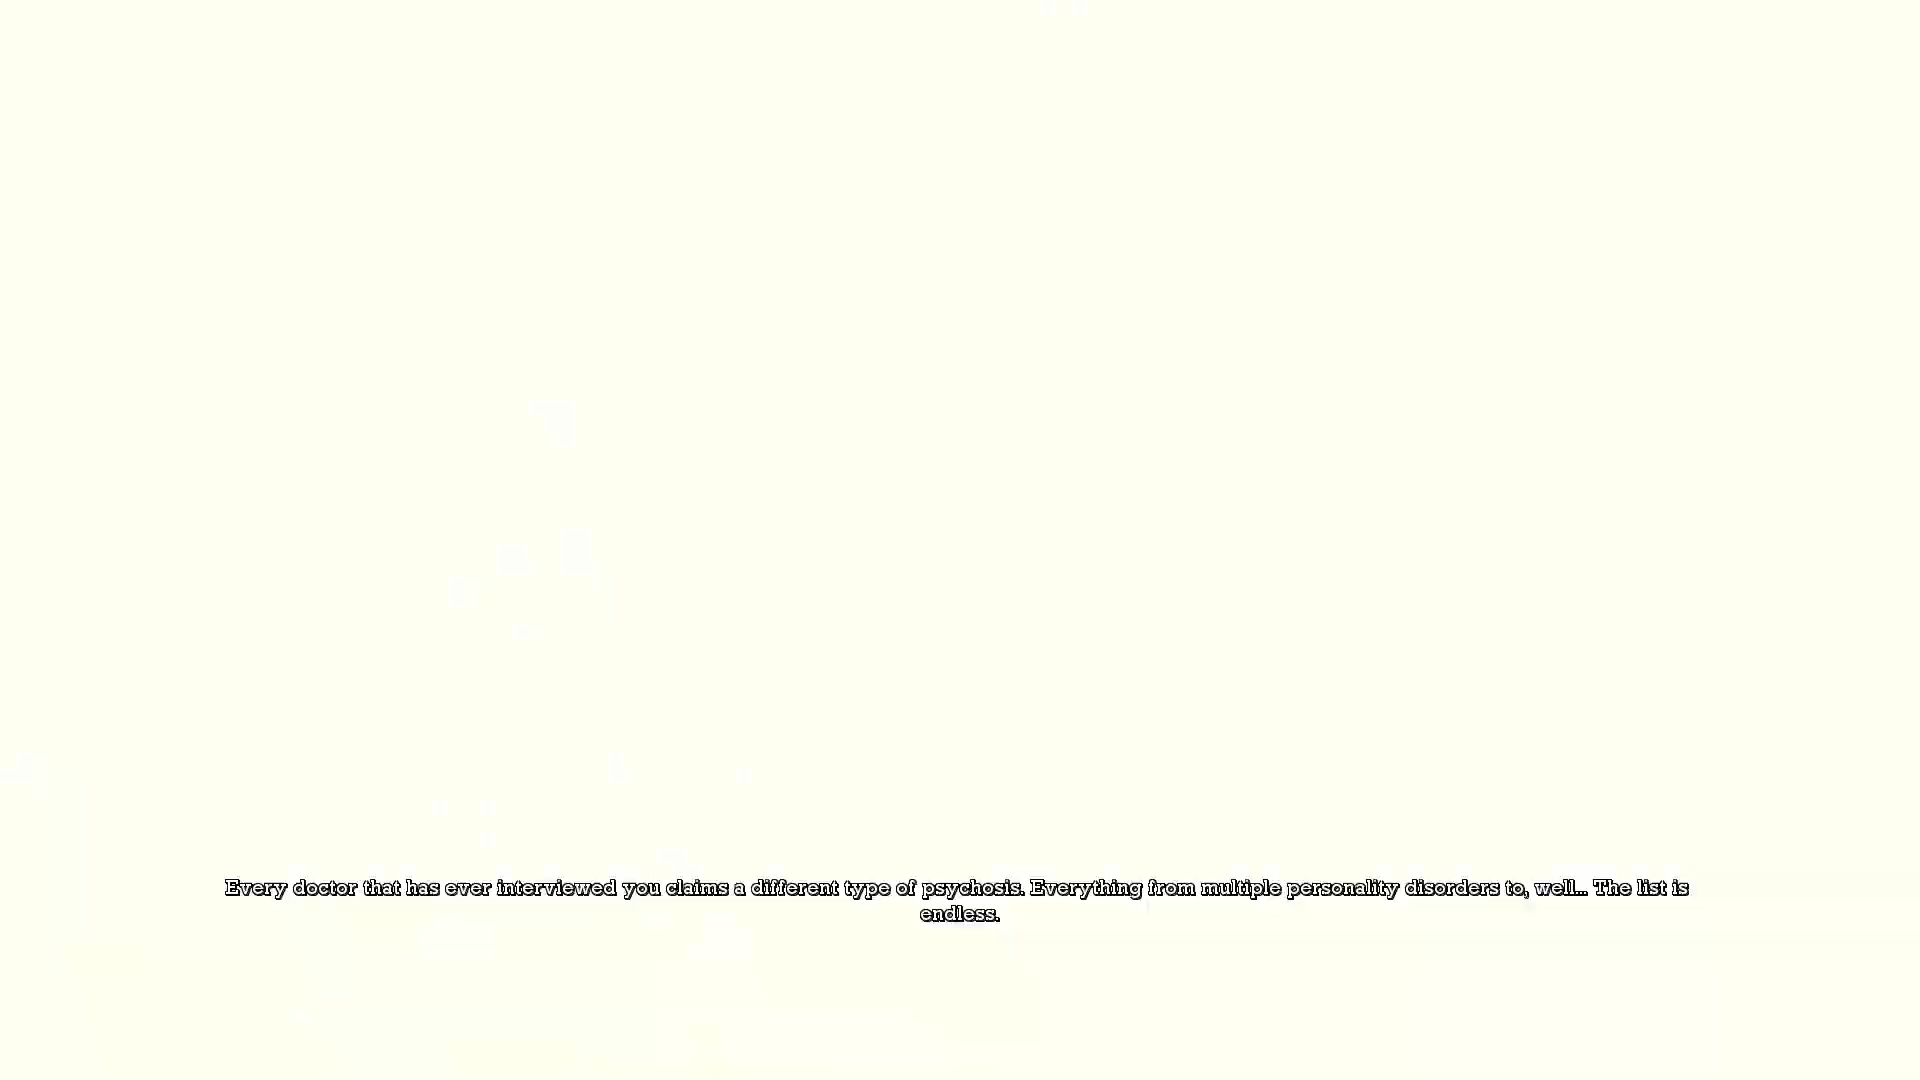 Every doctor that has ever interviewed you claims a different type of psychosis. Everything from multiple personality disorders to, well... The list is
endless.